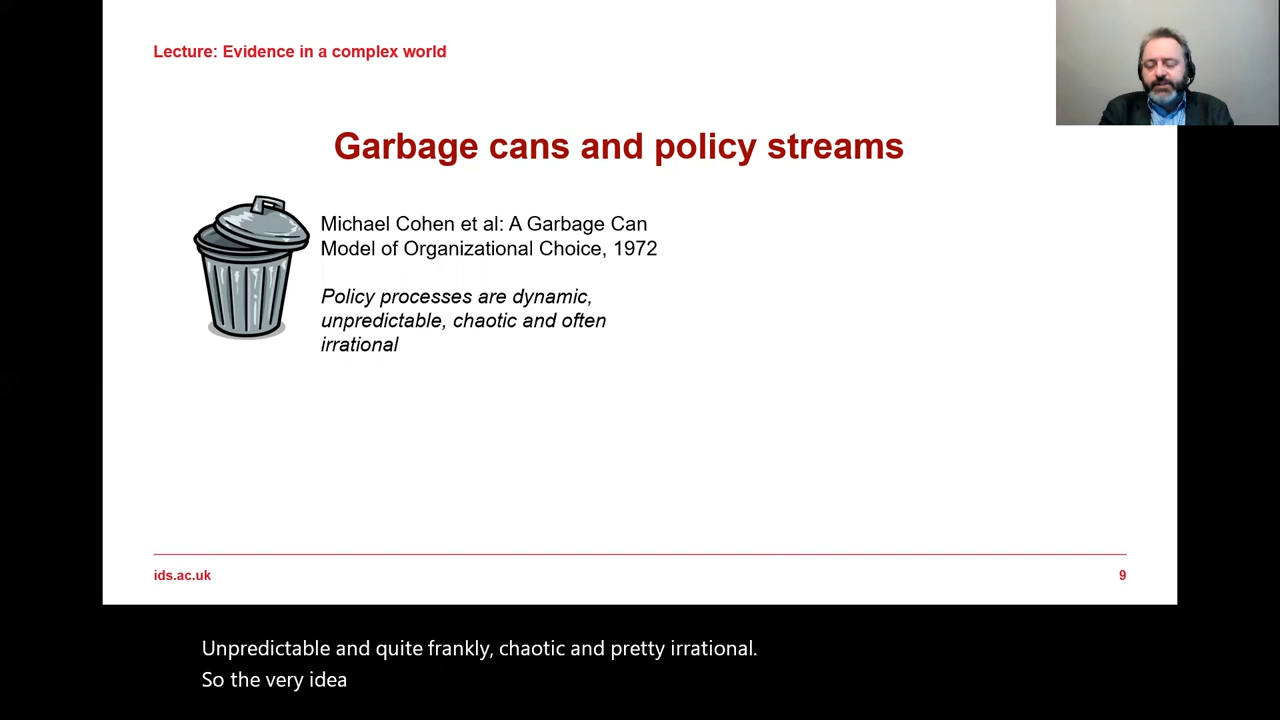 Lecture: Evidence in a complex world
Garbage cans and policy streams
Michael Cohen et al: A Garbage Can
Model of Organizational Choice, 1972
Policy processes are dynamic,
unpredictable, chaotic and often
irrational
ids.ac.uk
9
Unpredictable and quite frankly, chaotic and pretty irrational.
So the very idea